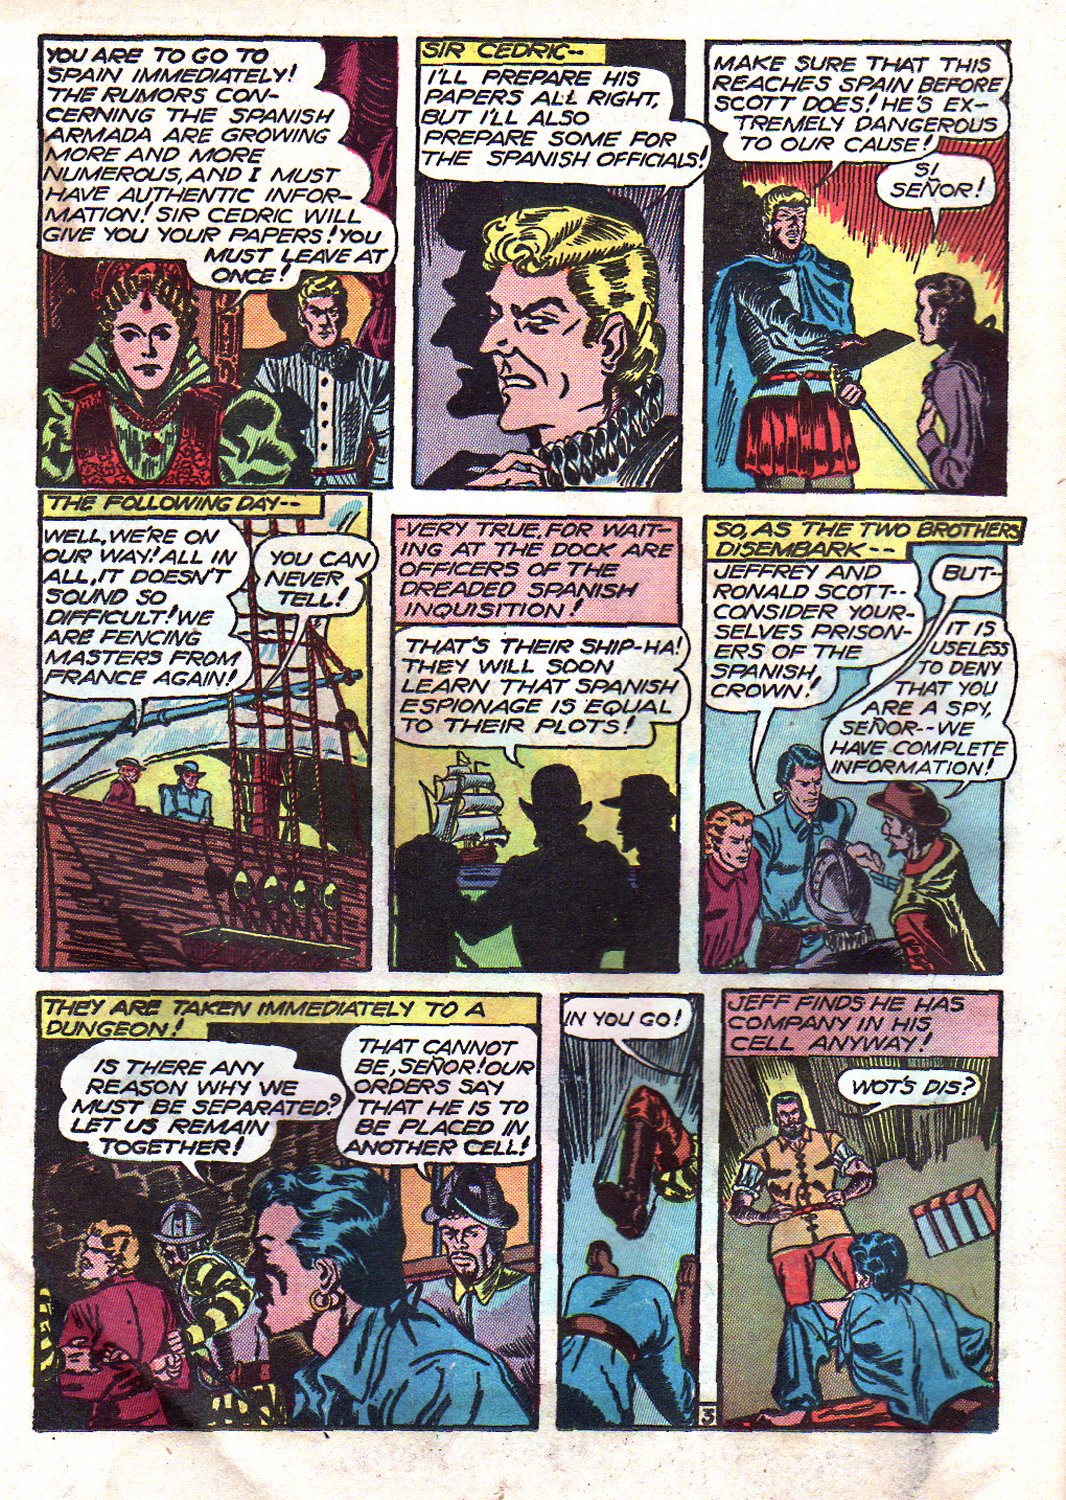 YOU ARE TO GO TO
SPAIN IMMEDIATELY!
THE RUMORS CON-
CERNING THE SPANISH
ARMADA ARE GROWING
MORE AND MORE
NUMEROUS, AND I MUST
HAVE AUTHENTIC INFOR-
MATION! SIR CEDRIC WILL
GIVE YOU YOUR PAPERS! YOU
MUST LEAVE AT
ONCE!
SIR CEDRIC--
I'LL PREPARE HIS
PAPERS ALL RIGHT,
BUT I'LL ALSO
PREPARE SOME FOR
THE SPANISH OFFICIALS!
MAKE SURE THAT THIS
REACHES SPAIN BEFORE
SCOTT DOES! HE'S EX-
TREMELY DANGEROUS
TO OUR CAUSE!
SI,
SEÑOR!
THE FOLLOWING DAY--
WELL, WE'RE ON
OUR WAY! ALL IN
ALL, IT DOESN'T
SOUND SO
DIFFICULT! WE
ARE FENCING
MASTERS FROM
FRANCE AGAIN!
YOU CAN
NEVER
TELL!
-VERY TRUE, FOR WAIT-
ING AT THE DOCK ARE
OFFICERS OF THE
DREADED SPANISH
INQUISITION!
THAT'S THEIR SHIP-HA!
THEY WILL SOON
LEARN THAT SPANISH
ESPIONAGE IS EQUAL
TO THEIR PLOTS!
SO, AS THE TWO BROTHERS
DISEMBARK--
JEFFREY AND
RONALD SCOTT--
CONSIDER YOUR-
SELVES PRISON-
ERS OF THE
SPANISH
CROWN!
BUT-
IT IS
USELESS
TO DENY
THAT YOU
ARE A SPY,
SEÑOR--WE
HAVE COMPLETE
INFORMATION!
THEY ARE TAKEN IMMEDIATELY TO A
DUNGEON!
IS THERE ANY
REASON WHY WE
MUST BE SEPARATED?
LET US REMAIN
TOGETHER!
THAT CANNOT
BE, SEÑOR! OUR
ORDERS SAY
THAT HE IS TO
BE PLACED IN
ANOTHER CELL!
IN YOU GO!
JEFF FINDS HE HAS
COMPANY IN HIS
CELL ANYWAY!
WOT'S DIS?
3